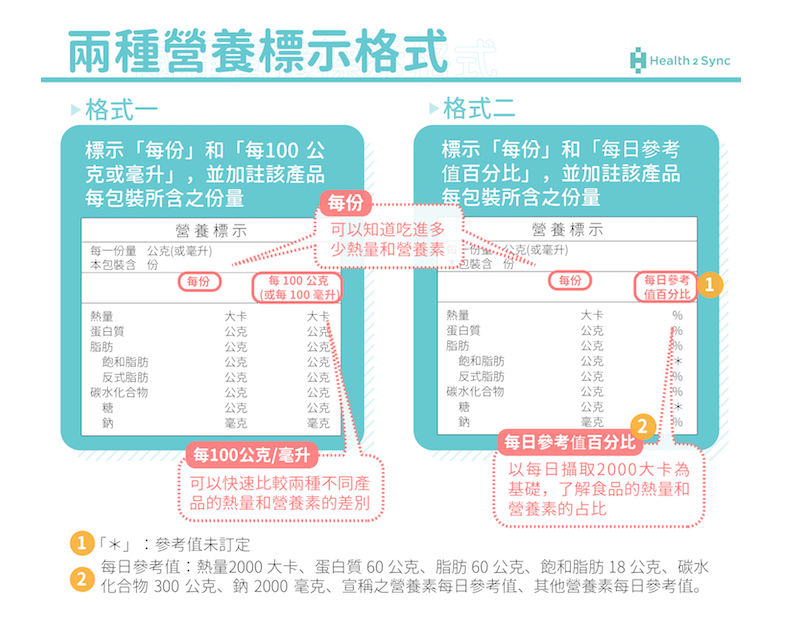 兩種營養標示格式
Health 2 Sync
格式一
標示「每份」和「每100 公
克或毫升」，並加註該產品
每包裝所含之份量
營養標示
每一份量 公克(或毫升)
本包裝含 份
每份
每 100 公克
(或每 100 毫升)
熱量 大卡 大卡
蛋白質 公克 公克
脂肪 公克 公克
飽和脂肪 公克 公克
反式脂肪 公克 公克
碳水化合物 公克 公克
糖 公克 公克
鈉 毫克 毫克
每份
可以知道吃進多
少熱量和營養素
每100公克/毫升
可以快速比較兩種不同產
品的熱量和營養素的差別
格式二
標示「每份」和「每日參考
值百分比」，並加註該產品
每包裝所含之份量
營養標示
每一份量 公克(或毫升)
本包裝含 份
每份
每日參考
值百分比
1
熱量 大卡 %
蛋白質 公克 %
脂肪 公克 %
飽和脂肪 公克 *
反式脂肪 公克 %
碳水化合物 公克 %
糖 公克 *
鈉 毫克 %
2
每日參考值百分比
以每日攝取2000大卡為
基礎，了解食品的熱量和
營養素的占比
1 「*」：參考值未訂定
2 每日參考值：熱量2000 大卡、蛋白質 60 公克、脂肪 60 公克、飽和脂肪 18 公克、碳水
化合物 300 公克、鈉 2000 毫克、宣稱之營養素每日參考值、其他營養素每日參考值。